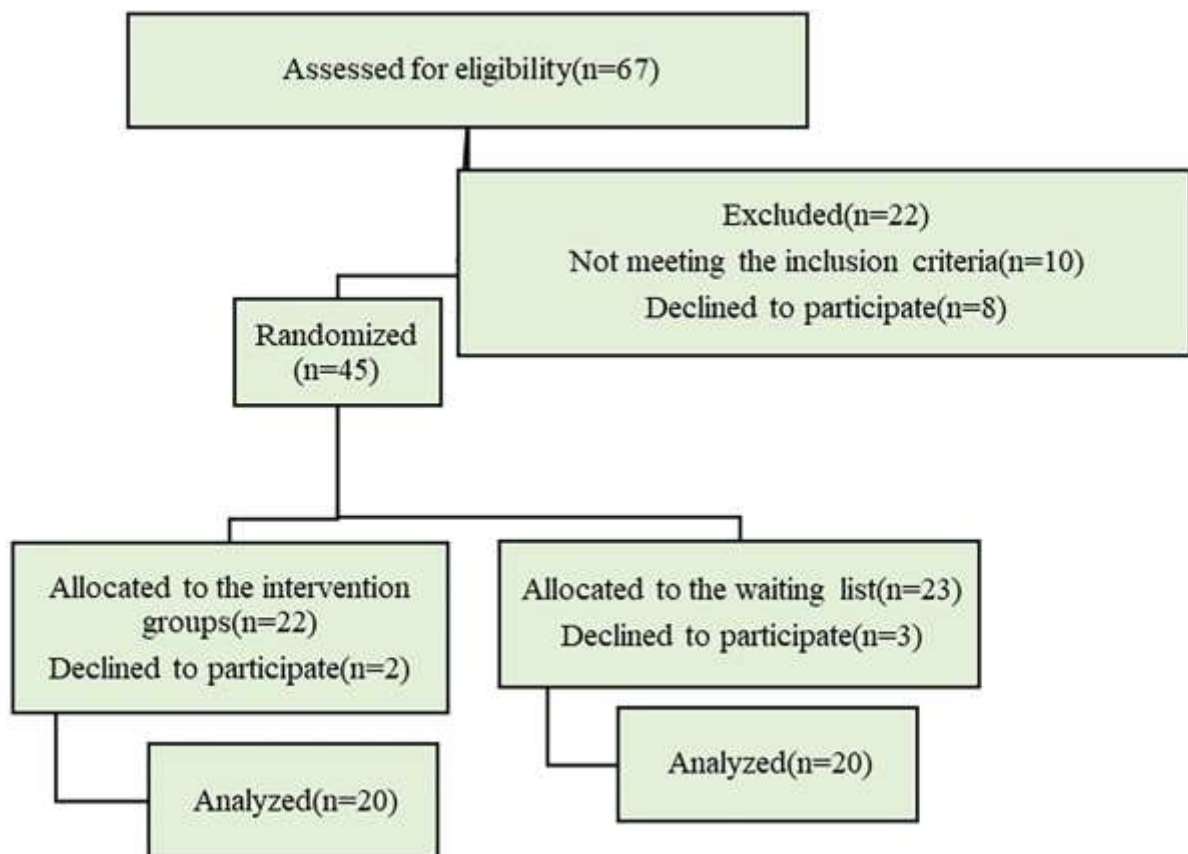 Assessed for eligibility(n=67)
Excluded(n=22)
Not meeting the inclusion criteria(n=10)
Declined to participate(n=8)
Randomized
(n=45)
Allocated to the intervention
groups(n=22)
Declined to participate(n=2)
Allocated to the waiting list(n=23)
Declined to participate(n=3)
Analyzed(n=20)
Analyzed(n=20)